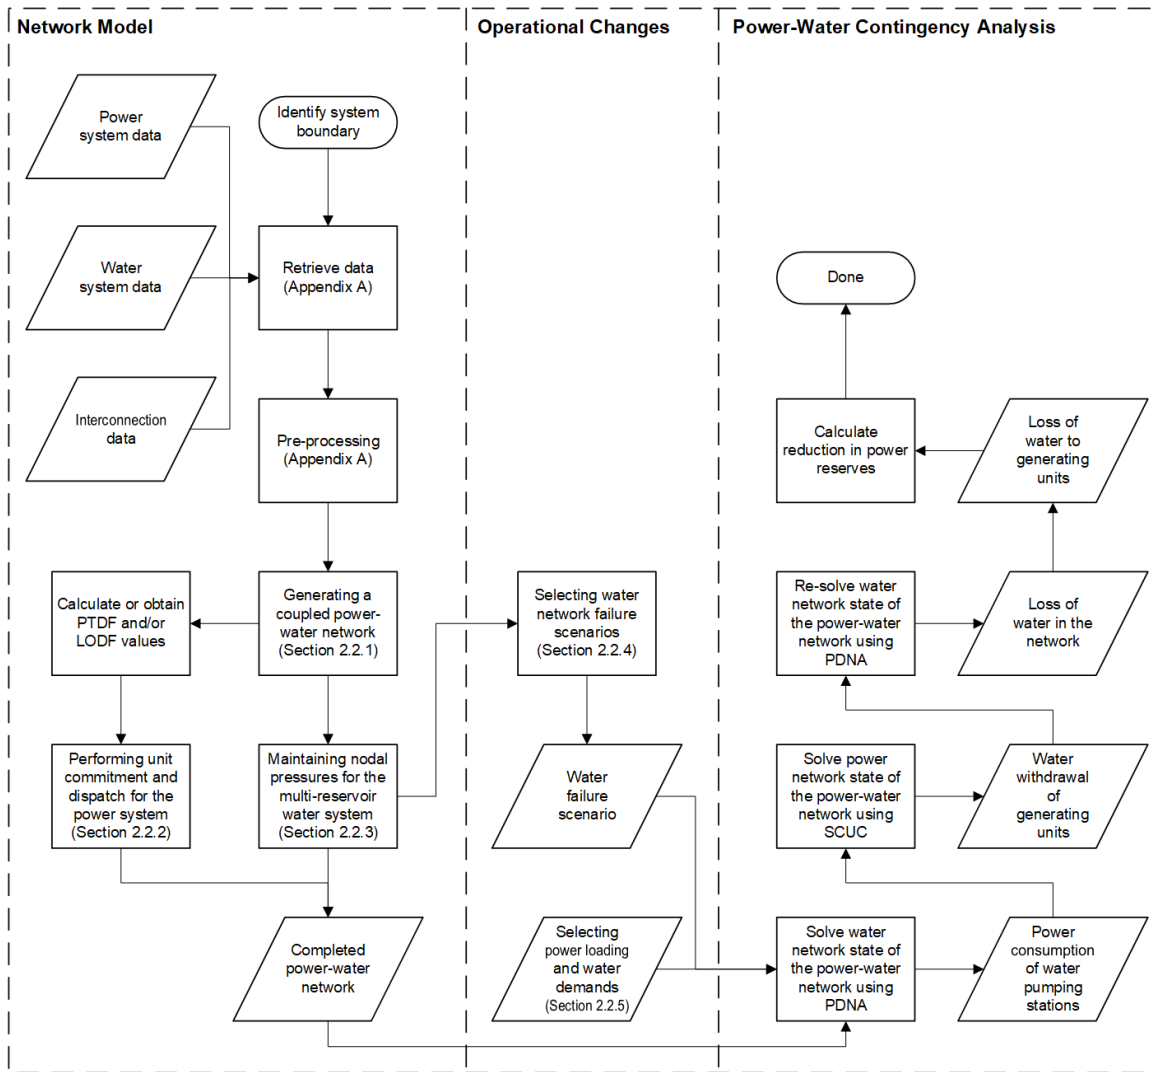 Network Model
Operational Changes
Power-Water Contingency Analysis
Power
system data
Identify system
boundary
Water
system data
Retrieve data
(Appendix A)
Interconnection
data
Pre-processing
(Appendix A)
Calculate or obtain
PTDF and/or
LODF values
Generating a
coupled power-
water network
(Section 2.2.1)
Performing unit
commitment and
dispatch for the
power system
(Section 2.2.2)
Maintaining nodal
pressures for the
multi-reservoir
water system
(Section 2.2.3)
Completed
power-water
network
Selecting water
network failure
scenarios
(Section 2.2.4)
Water
failure
scenario
Selecting
power loading
and water
demands
(Section 2.2.5)
Done
Calculate
reduction in power
reserves
Loss of
water to
generating
units
Re-solve water
network state of
the power-water
network using
PDNA
Loss of
water in the
network
Solve power
network state of
the power-water
network using
SCUC
Water
withdrawal
of
generating
units
Solve water
network state of
the power-water
network using
PDNA
Power
consumption
of water
pumping
stations